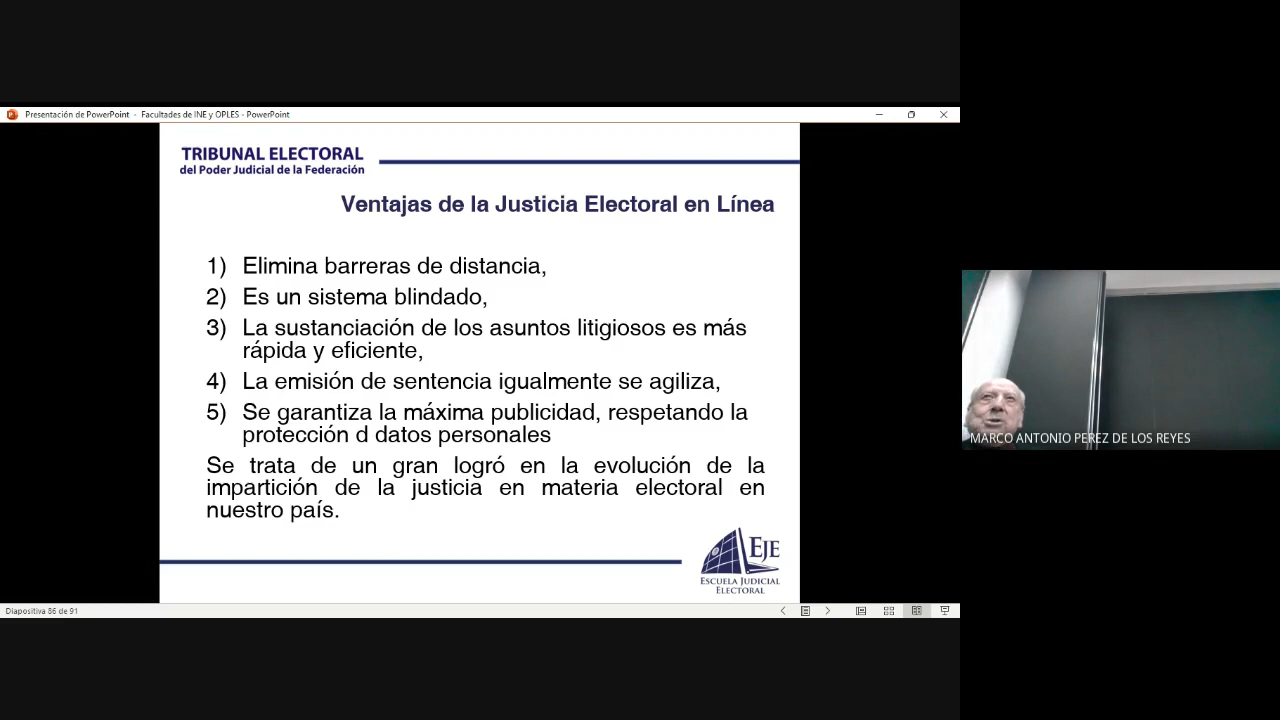 Presentación de PowerPoint - Facultades de INE y OPLES - PowerPoint
TRIBUNAL ELECTORAL
del Poder Judicial de la Federación
Ventajas de la Justicia Electoral en Línea
1) Elimina barreras de distancia,
2) Es un sistema blindado,
3) La sustanciación de los asuntos litigiosos es más
rápida y eficiente,
4) La emisión de sentencia igualmente se agiliza,
5) Se garantiza la máxima publicidad, respetando la
protección d datos personales
Se trata de un gran logró en la evolución de la
impartición de la justicia en materia electoral en
nuestro país.
EJE
ESCUELA JUDICIAL
ELECTORAL
Diapositiva 86 de 91
MARCO ANTONIO PEREZ DE LOS REYES